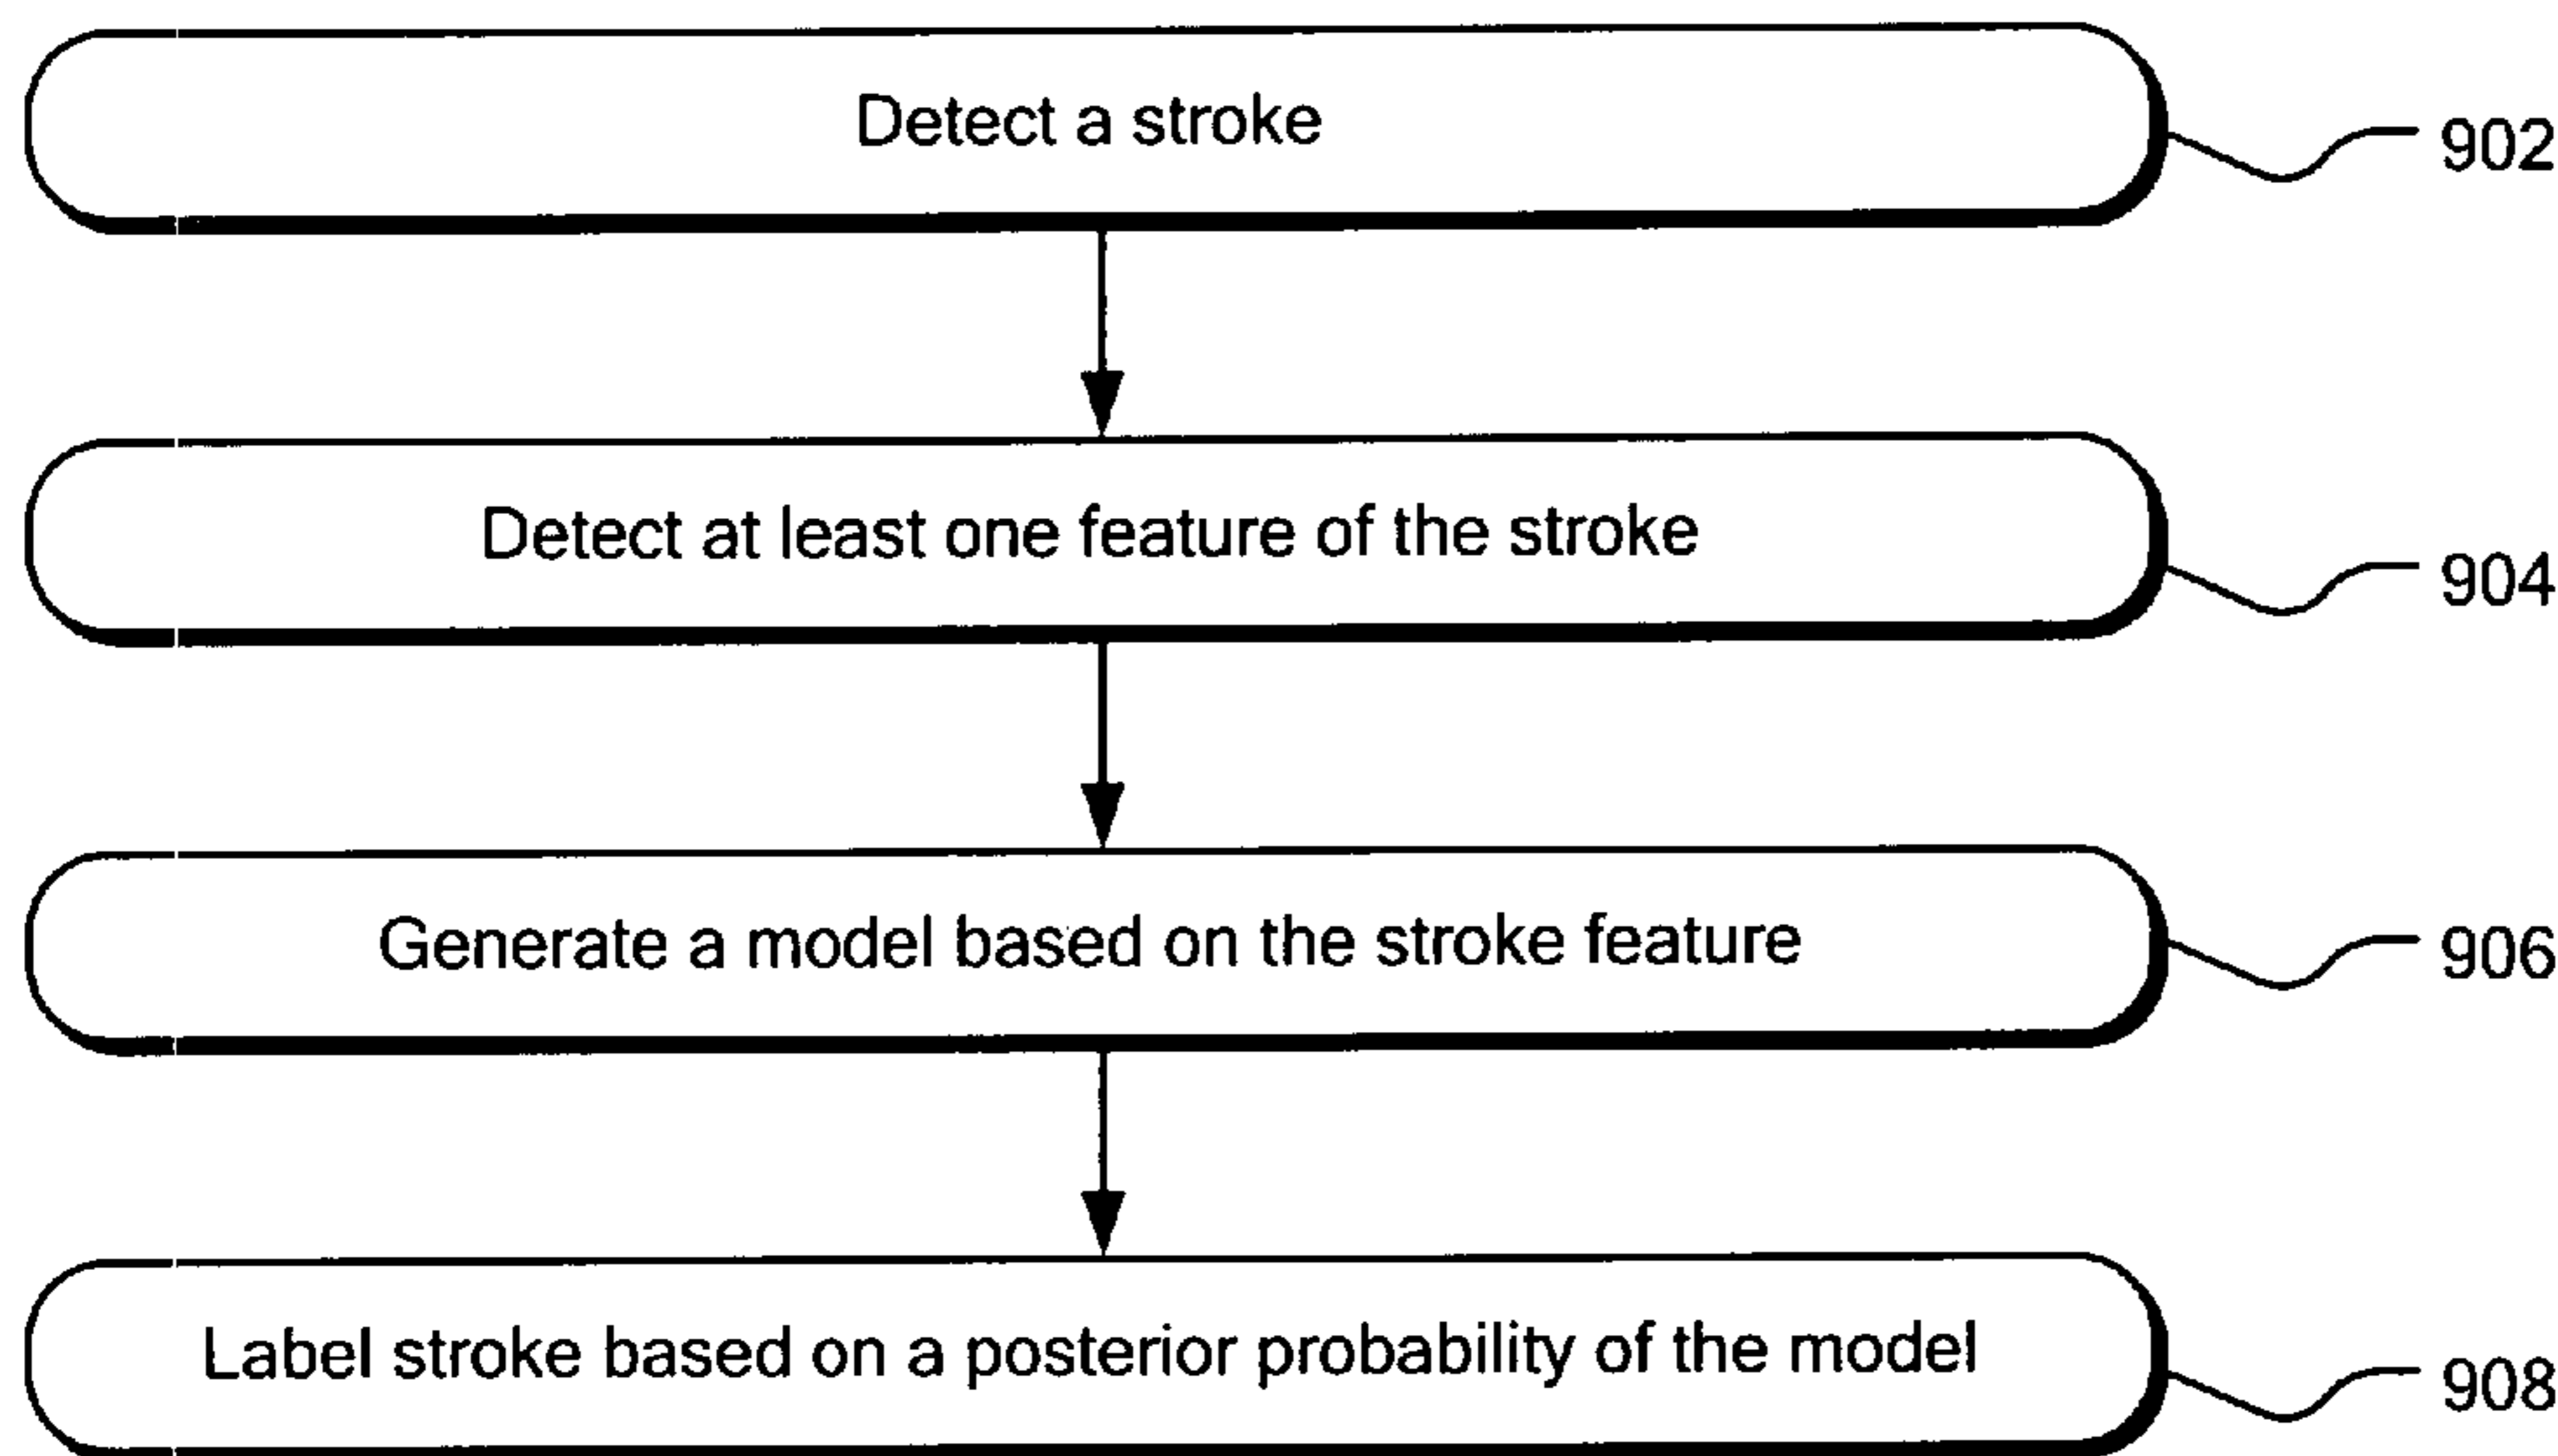 Detect a stroke
902
Detect at least one feature of the stroke
904
Generate a model based on the stroke feature
906
Label stroke based on a posterior probability of the model
908